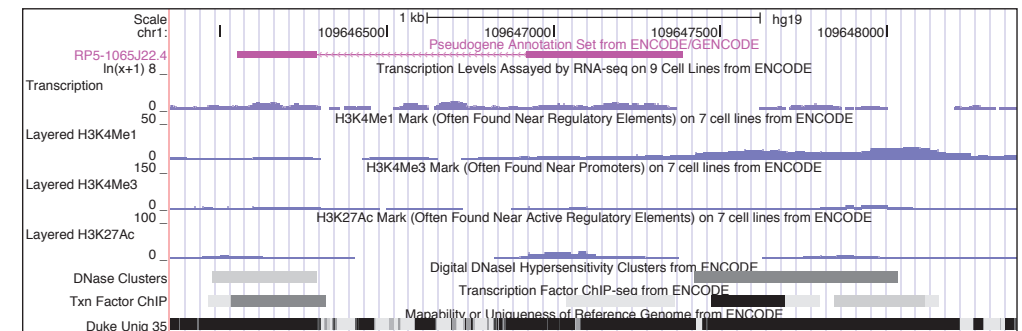 Scale 1 kb hg19
chr1: 109646500 109647000 109647500 109648000
Pseudogene Annotation Set from ENCODE/GENCODE
RP5-1065J22.4
ln(x+1) 8 _ Transcription Levels Assayed by RNA-seq on 9 Cell Lines from ENCODE
Transcription
0 _
50 _ H3K4Me1 Mark (Often Found Near Regulatory Elements) on 7 cell lines from ENCODE
Layered H3K4Me1
0 _
150 _ H3K4Me3 Mark (Often Found Near Promoters) on 7 cell lines from ENCODE
Layered H3K4Me3
0 _
100 _ H3K27Ac Mark (Often Found Near Active Regulatory Elements) on 7 cell lines from ENCODE
Layered H3K27Ac
0 _
Digital DNaseI Hypersensitivity Clusters from ENCODE
DNase Clusters
Transcription Factor ChIP-seq from ENCODE
Txn Factor ChIP
Mapability or Uniqueness of Reference Genome from ENCODE
Duke Uniq 35